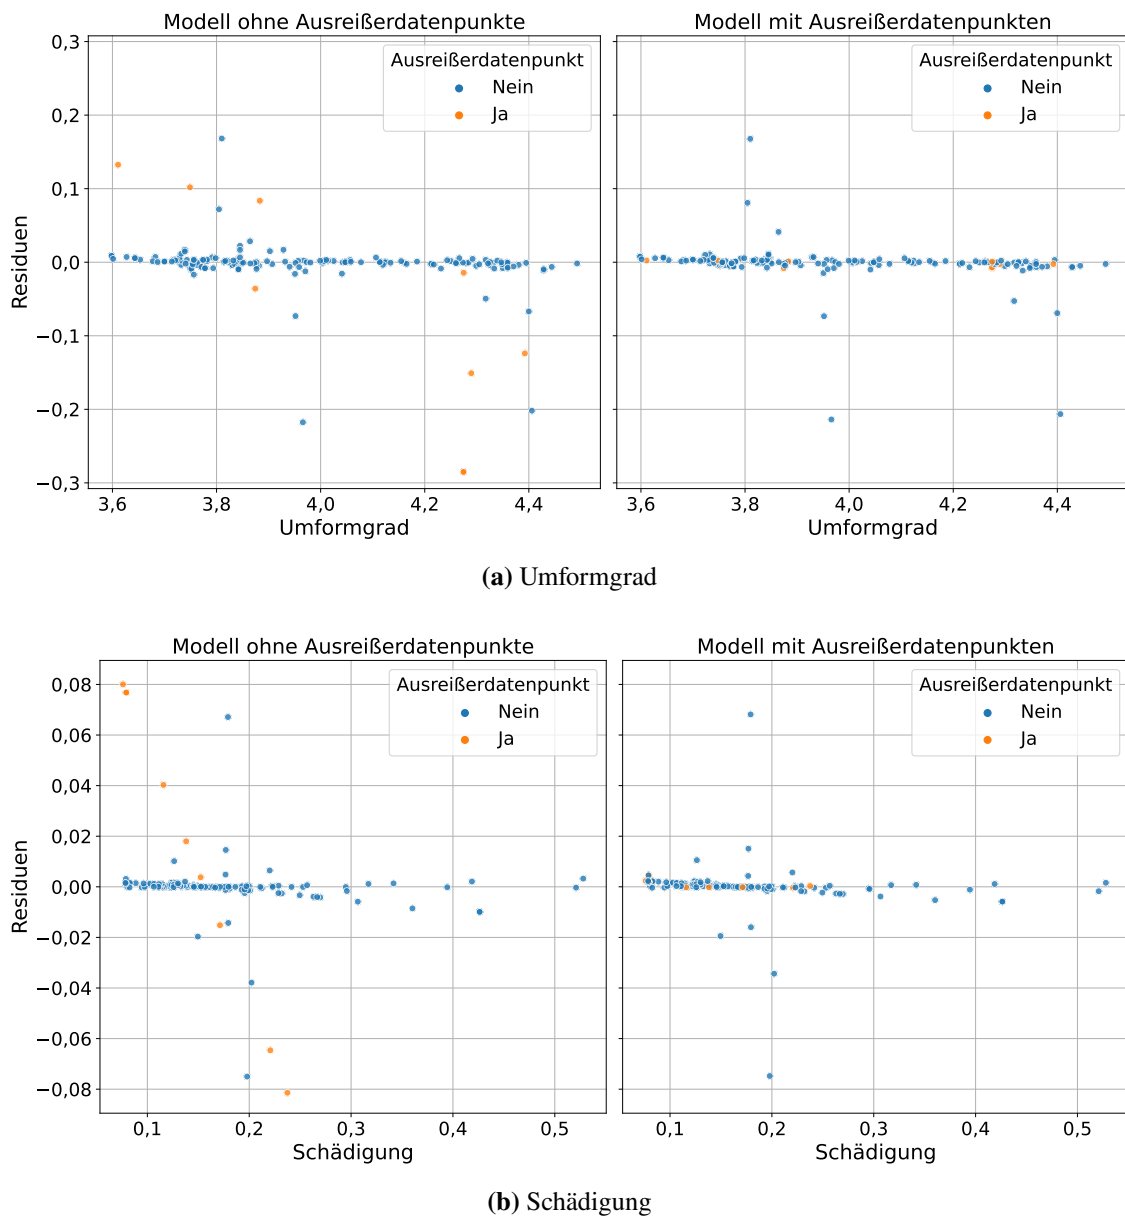 Modell ohne Ausreißerdatenpunkte
Modell mit Ausreißerdatenpunkten
Ausreißerdatenpunkt
Nein
Ja
Ausreißerdatenpunkt
Nein
Ja
0,3
0,2
0,1
0,0
−0,1
−0,2
−0,3
Residuen
3,6 3,8 4,0 4,2 4,4
3,6 3,8 4,0 4,2 4,4
Umformgrad
Umformgrad
(a) Umformgrad
Modell ohne Ausreißerdatenpunkte
Modell mit Ausreißerdatenpunkten
Ausreißerdatenpunkt
Nein
Ja
Ausreißerdatenpunkt
Nein
Ja
0,08
0,06
0,04
0,02
0,00
−0,02
−0,04
−0,06
−0,08
Residuen
0,1 0,2 0,3 0,4 0,5
0,1 0,2 0,3 0,4 0,5
Schädigung
Schädigung
(b) Schädigung